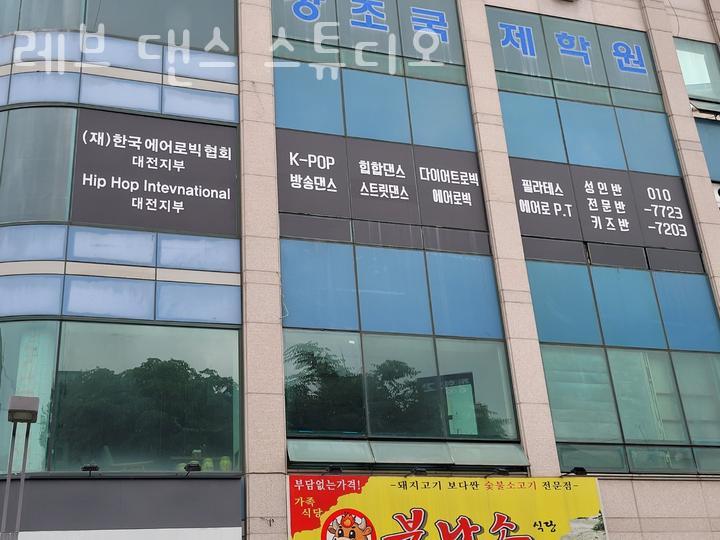 레브 댄스 스튜디오
창조국 제학원
(재)한국에어로빅협회
대전지부
Hip Hop Intevnational
대전지부
K-POP
방송댄스
힙합댄스
스트릿댄스
다이어트로빅
에어로빅
필라테스
에어로 P.T
성인반
전문반
키즈반
010
-7723
-7203
부담없는가격!
-돼지고기 보다싼 숯불소고기 전문점-
가족
식당
식당